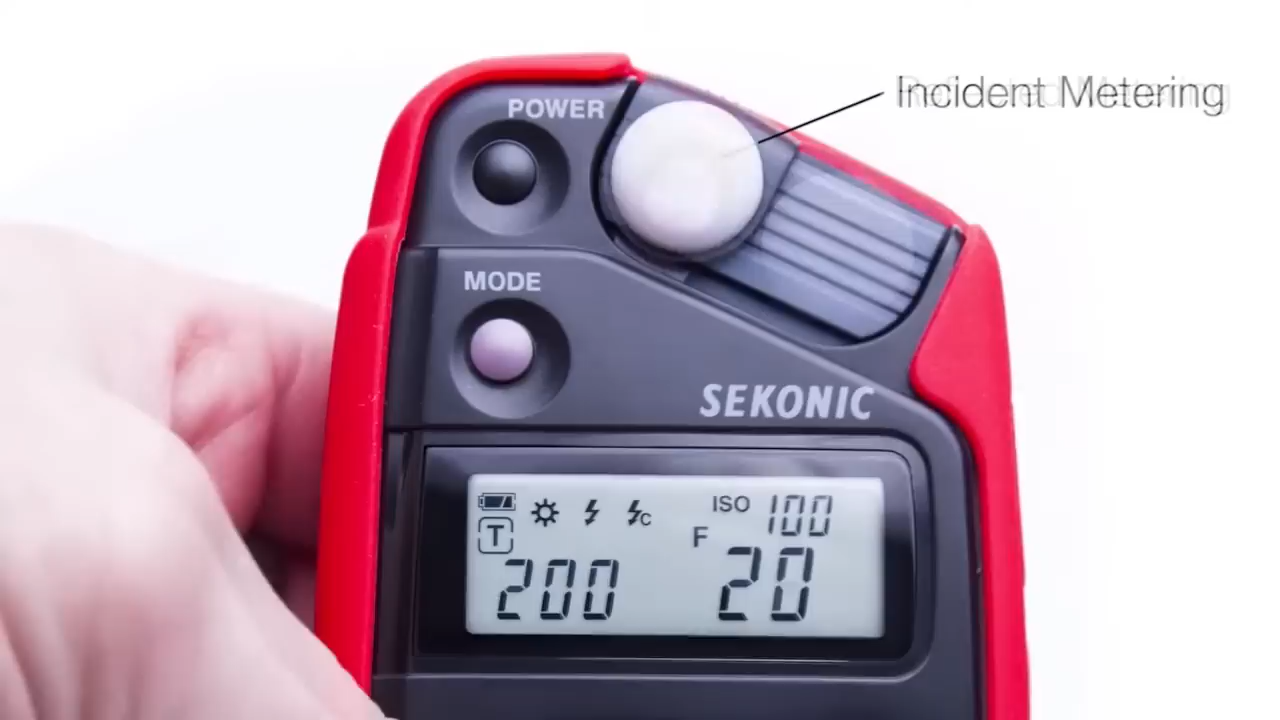 Incident Metering
POWER
MODE
SEKONIC
ISO 100
T
F
200 20
C